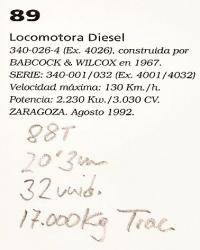 89
Locomotora Diesel
340-026-4 (Ex. 4026), construida por
BABCOCK & WILCOX en 1967.
SERIE: 340-001/032 (Ex. 4001/4032)
Velocidad máxima: 130 Km./h.
Potencia: 2.230 Kw./3.030 CV.
ZARAGOZA. Agosto 1992.
88T
20'3m
32 unid.
17.000Kg Trac.